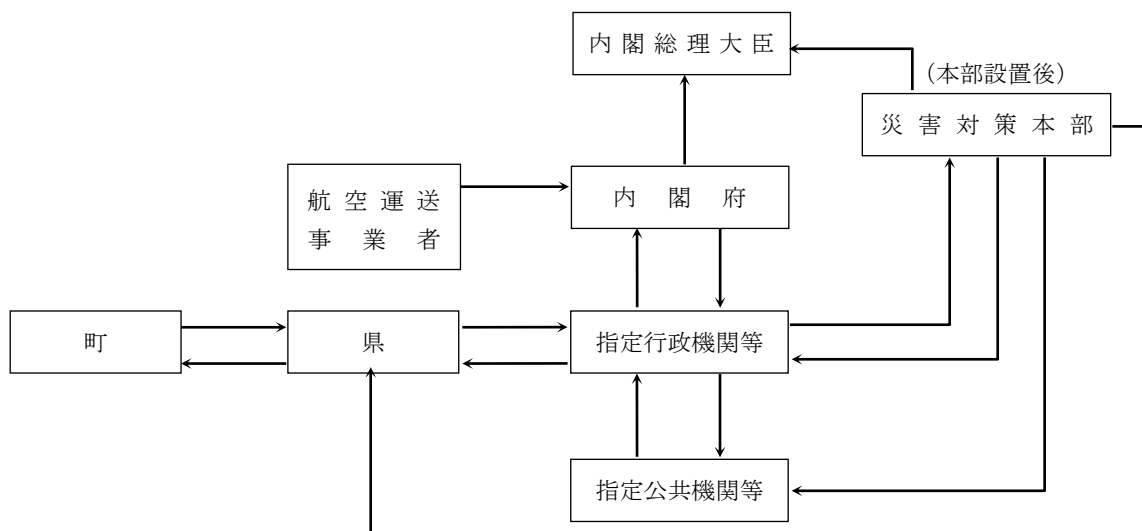 内閣総理大臣
（本部設置後）
災害対策本部
航空運送
事業者
内閣府
町
県
指定行政機関等
指定公共機関等